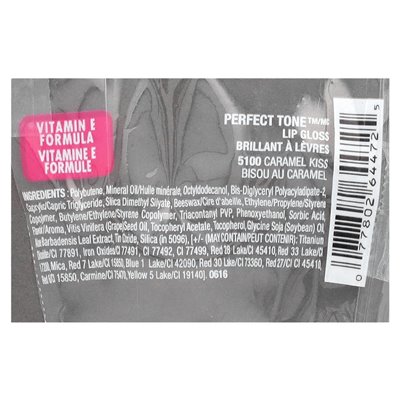 VITAMIN E
FORMULA
VITAMINE E
FORMULE
PERFECT TONE™/MC
LIP GLOSS
BRILLANT À LÈVRES
5100 CARAMEL KISS
BISOU AU CARAMEL
INGREDIENTS: Polybutene, Mineral Oil/Huile minérale, Octyldodecanol, Bis-Diglyceryl Polyacyladipate-2,
Caprylic/Capric Triglyceride, Silica Dimethyl Silylate, Beeswax/Cire d'abeille, Ethylene/Propylene/Styrene
Copolymer, Butylene/Ethylene/Styrene Copolymer, Triacontanyl PVP, Phenoxyethanol, Sorbic Acid,
Flavor/Aroma, Vitis Vinifera (Grape) Seed Oil, Tocopheryl Acetate, Tocopherol, Glycine Soja (Soybean) Oil,
Aloe Barbadensis Leaf Extract, Tin Oxide, Silica (in 5096), [+/- (MAY CONTAIN/PEUT CONTENIR): Titanium
Dioxide/CI 77891, Iron Oxides/CI 77491, CI 77492, CI 77499, Red 28 Lake/CI 45410, Red 33 Lake/CI
17200, Mica, Red 7 Lake/CI 15850, Blue 1 Lake/CI 42090, Red 30 Lake/CI 73360, Red 27/CI CI 45410,
Red 6/CI 15850, Carmine/CI 75470, Yellow 5 Lake/CI 19140]. 0616
0 77802 64472 5